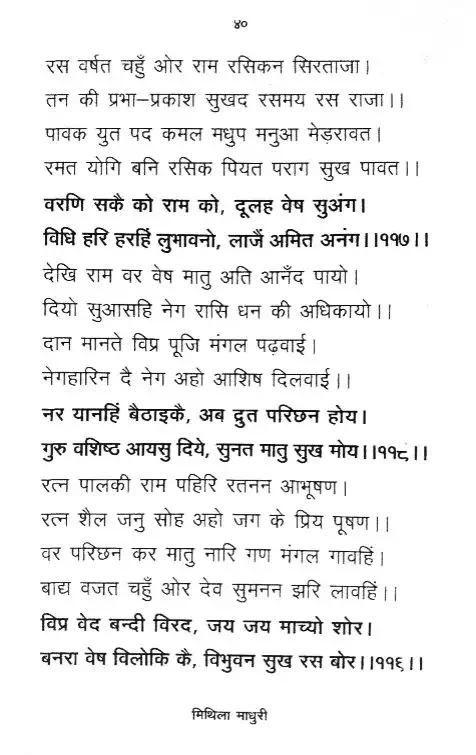 ४०
रस वर्षत चहुँ ओर राम रसिकन सिरताजा।
तन की प्रभा–प्रकाश सुखद रसमय रस राजा।।
पावक युत पद कमल मधुप मनुआ मेड़रावत।
रमत योगि बनि रसिक पियत पराग सुख पावत।।
वरणि सकै को राम को, दूलह वेष सुअंग।
विधि हरि हरहिं लुभावनो, लाजैं अमित अनंग।।११७।।
देखि राम वर वेष मातु अति आनँद पायो।
दियो सुआसहि नेग रासि धन की अधिकायो।।
दान मानते विप्र पूजि मंगल पढ़वाई।
नेगहारिन दै नेग अहो आशिष दिलवाई।।
नर यानहिं बैठाइकै, अब द्रुत परिछन होय।
गुरु वशिष्ठ आयसु दिये, सुनत मातु सुख मोय।।११८।।
रत्न पालकी राम पहिरि रतनन आभूषण।
रत्न शैल जनु सोह अहो जग के प्रिय पूषण।।
वर परिछन कर मातु नारि गण मंगल गावहिं।
बाद्य वजत चहुँ ओर देव सुमनन झरि लावहिं।।
विप्र वेद बन्दी विरद, जय जय माच्यो शोर।
बनरा वेष विलोकि कै, विभुवन सुख रस बोर।।११६।।
मिथिला माधुरी